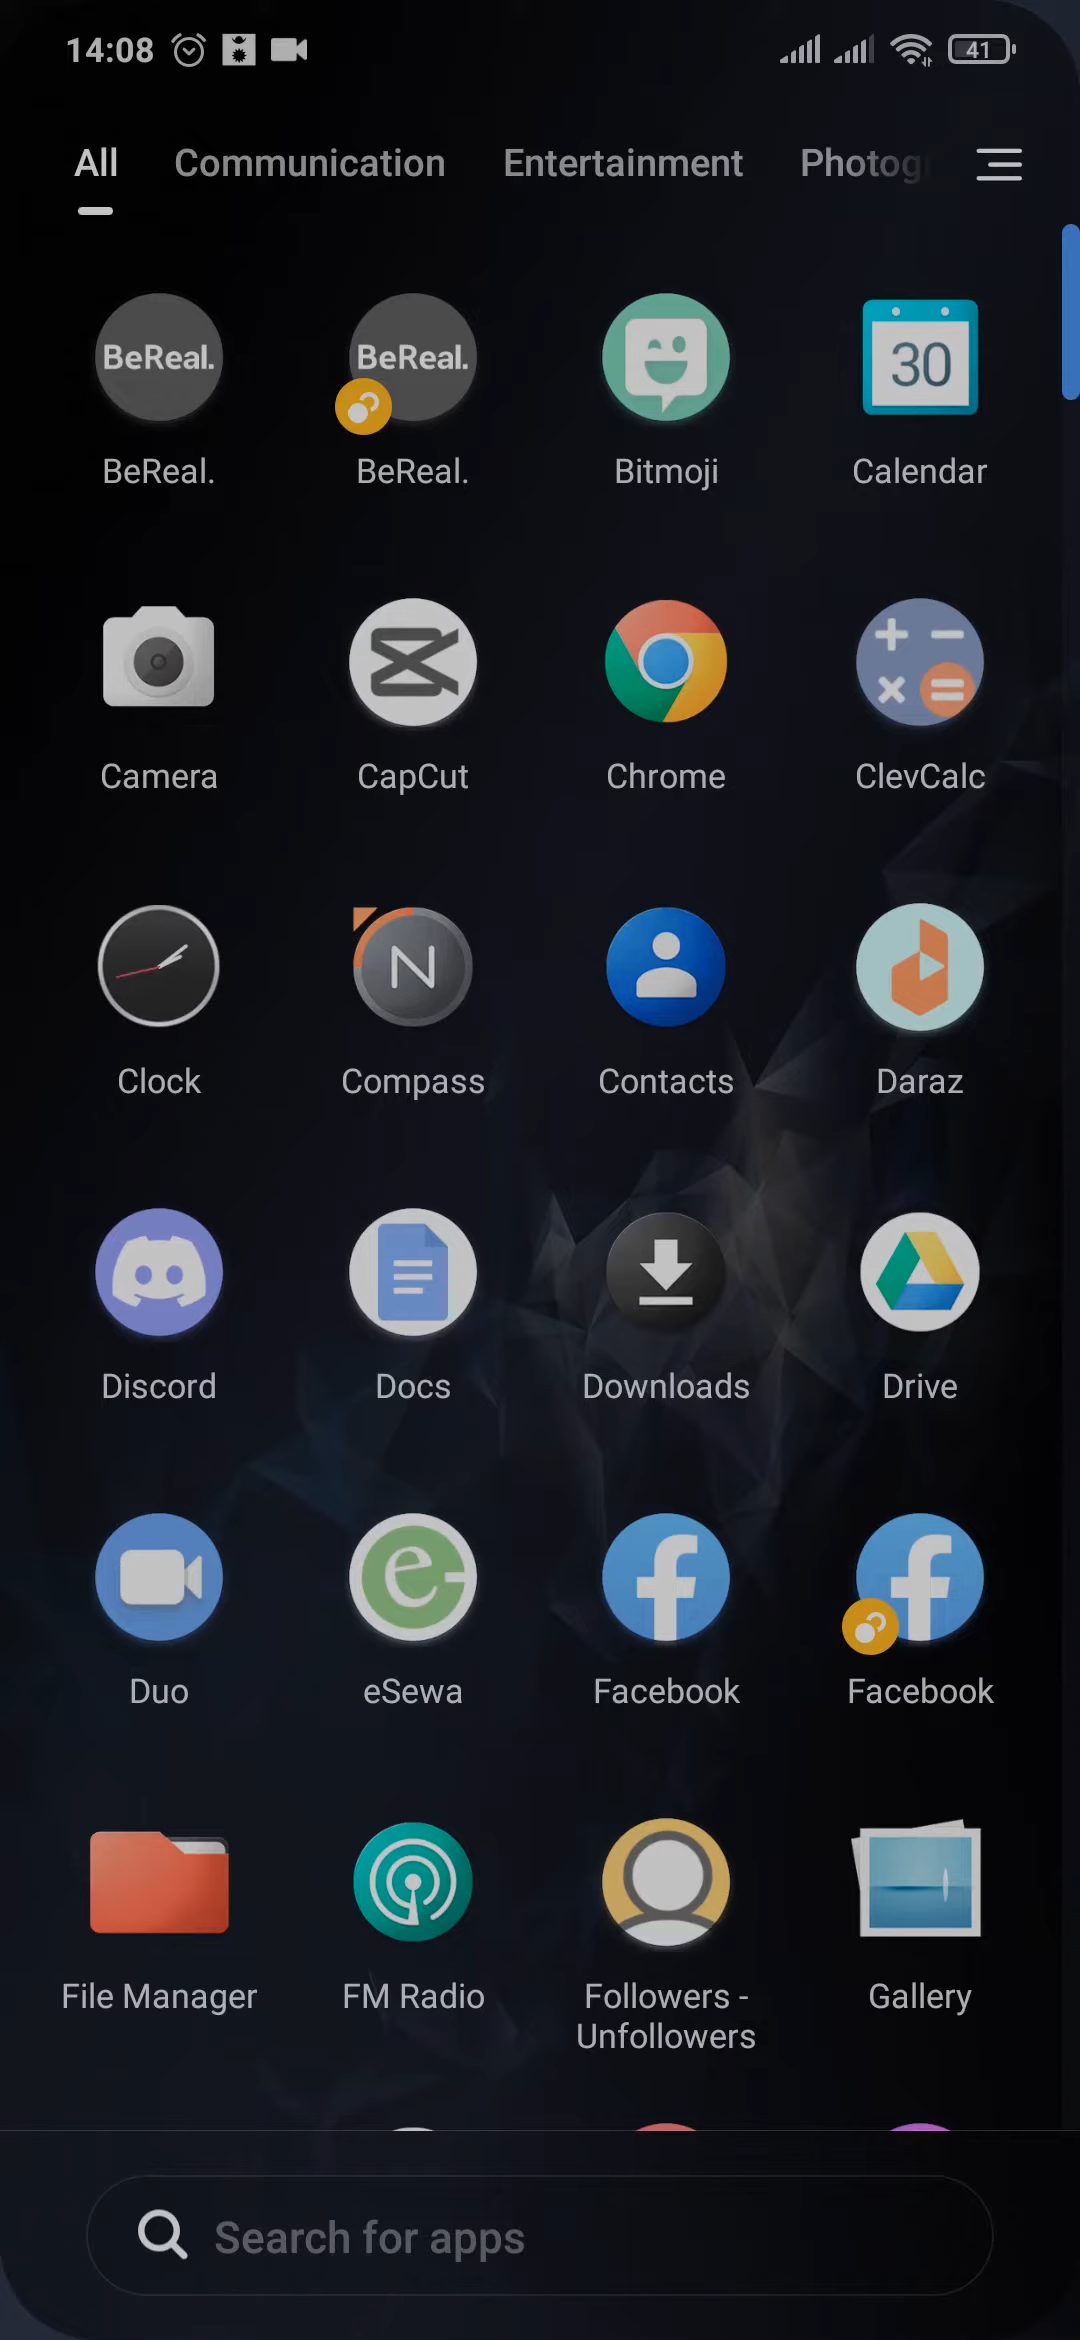 14:08
41
All Communication Entertainment Photog
BeReal. BeReal. 30
BeReal. BeReal. Bitmoji Calendar
Camera CapCut Chrome ClevCalc
N
Clock Compass Contacts Daraz
Discord Docs Downloads Drive
e f f
Duo eSewa Facebook Facebook
File Manager FM Radio Followers - Gallery
Unfollowers
Search for apps